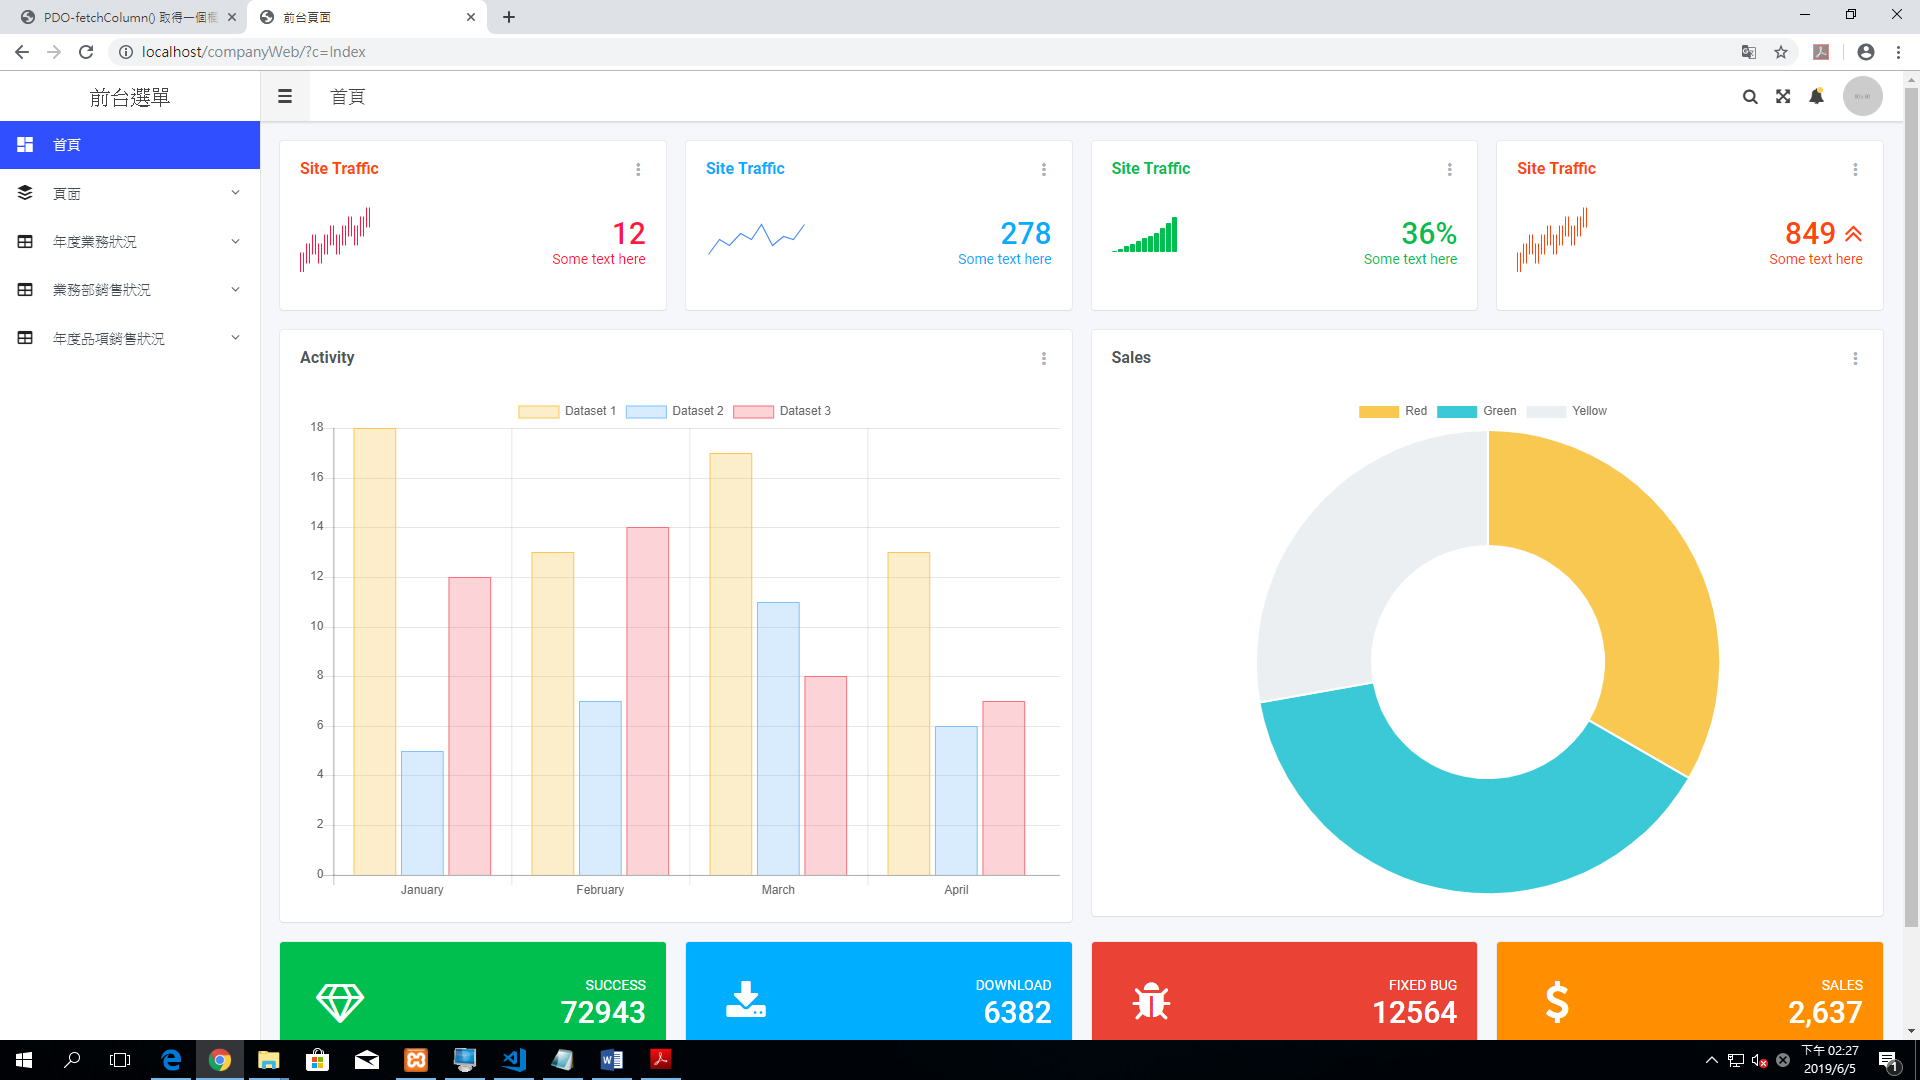 PDO-fetchColumn() 取得一個欄
前台頁面
localhost/companyWeb/?c=Index
前台選單
首頁
首頁
頁面
年度業務狀況
業務部銷售狀況
年度品項銷售狀況
Site Traffic
12
Some text here
Site Traffic
278
Some text here
Site Traffic
36%
Some text here
Site Traffic
849
Some text here
Activity
Dataset 1 Dataset 2 Dataset 3
18
16
14
12
10
8
6
4
2
0
January February March April
Sales
Red Green Yellow
SUCCESS
72943
DOWNLOAD
6382
FIXED BUG
12564
SALES
2,637
下午 02:27
2019/6/5
1